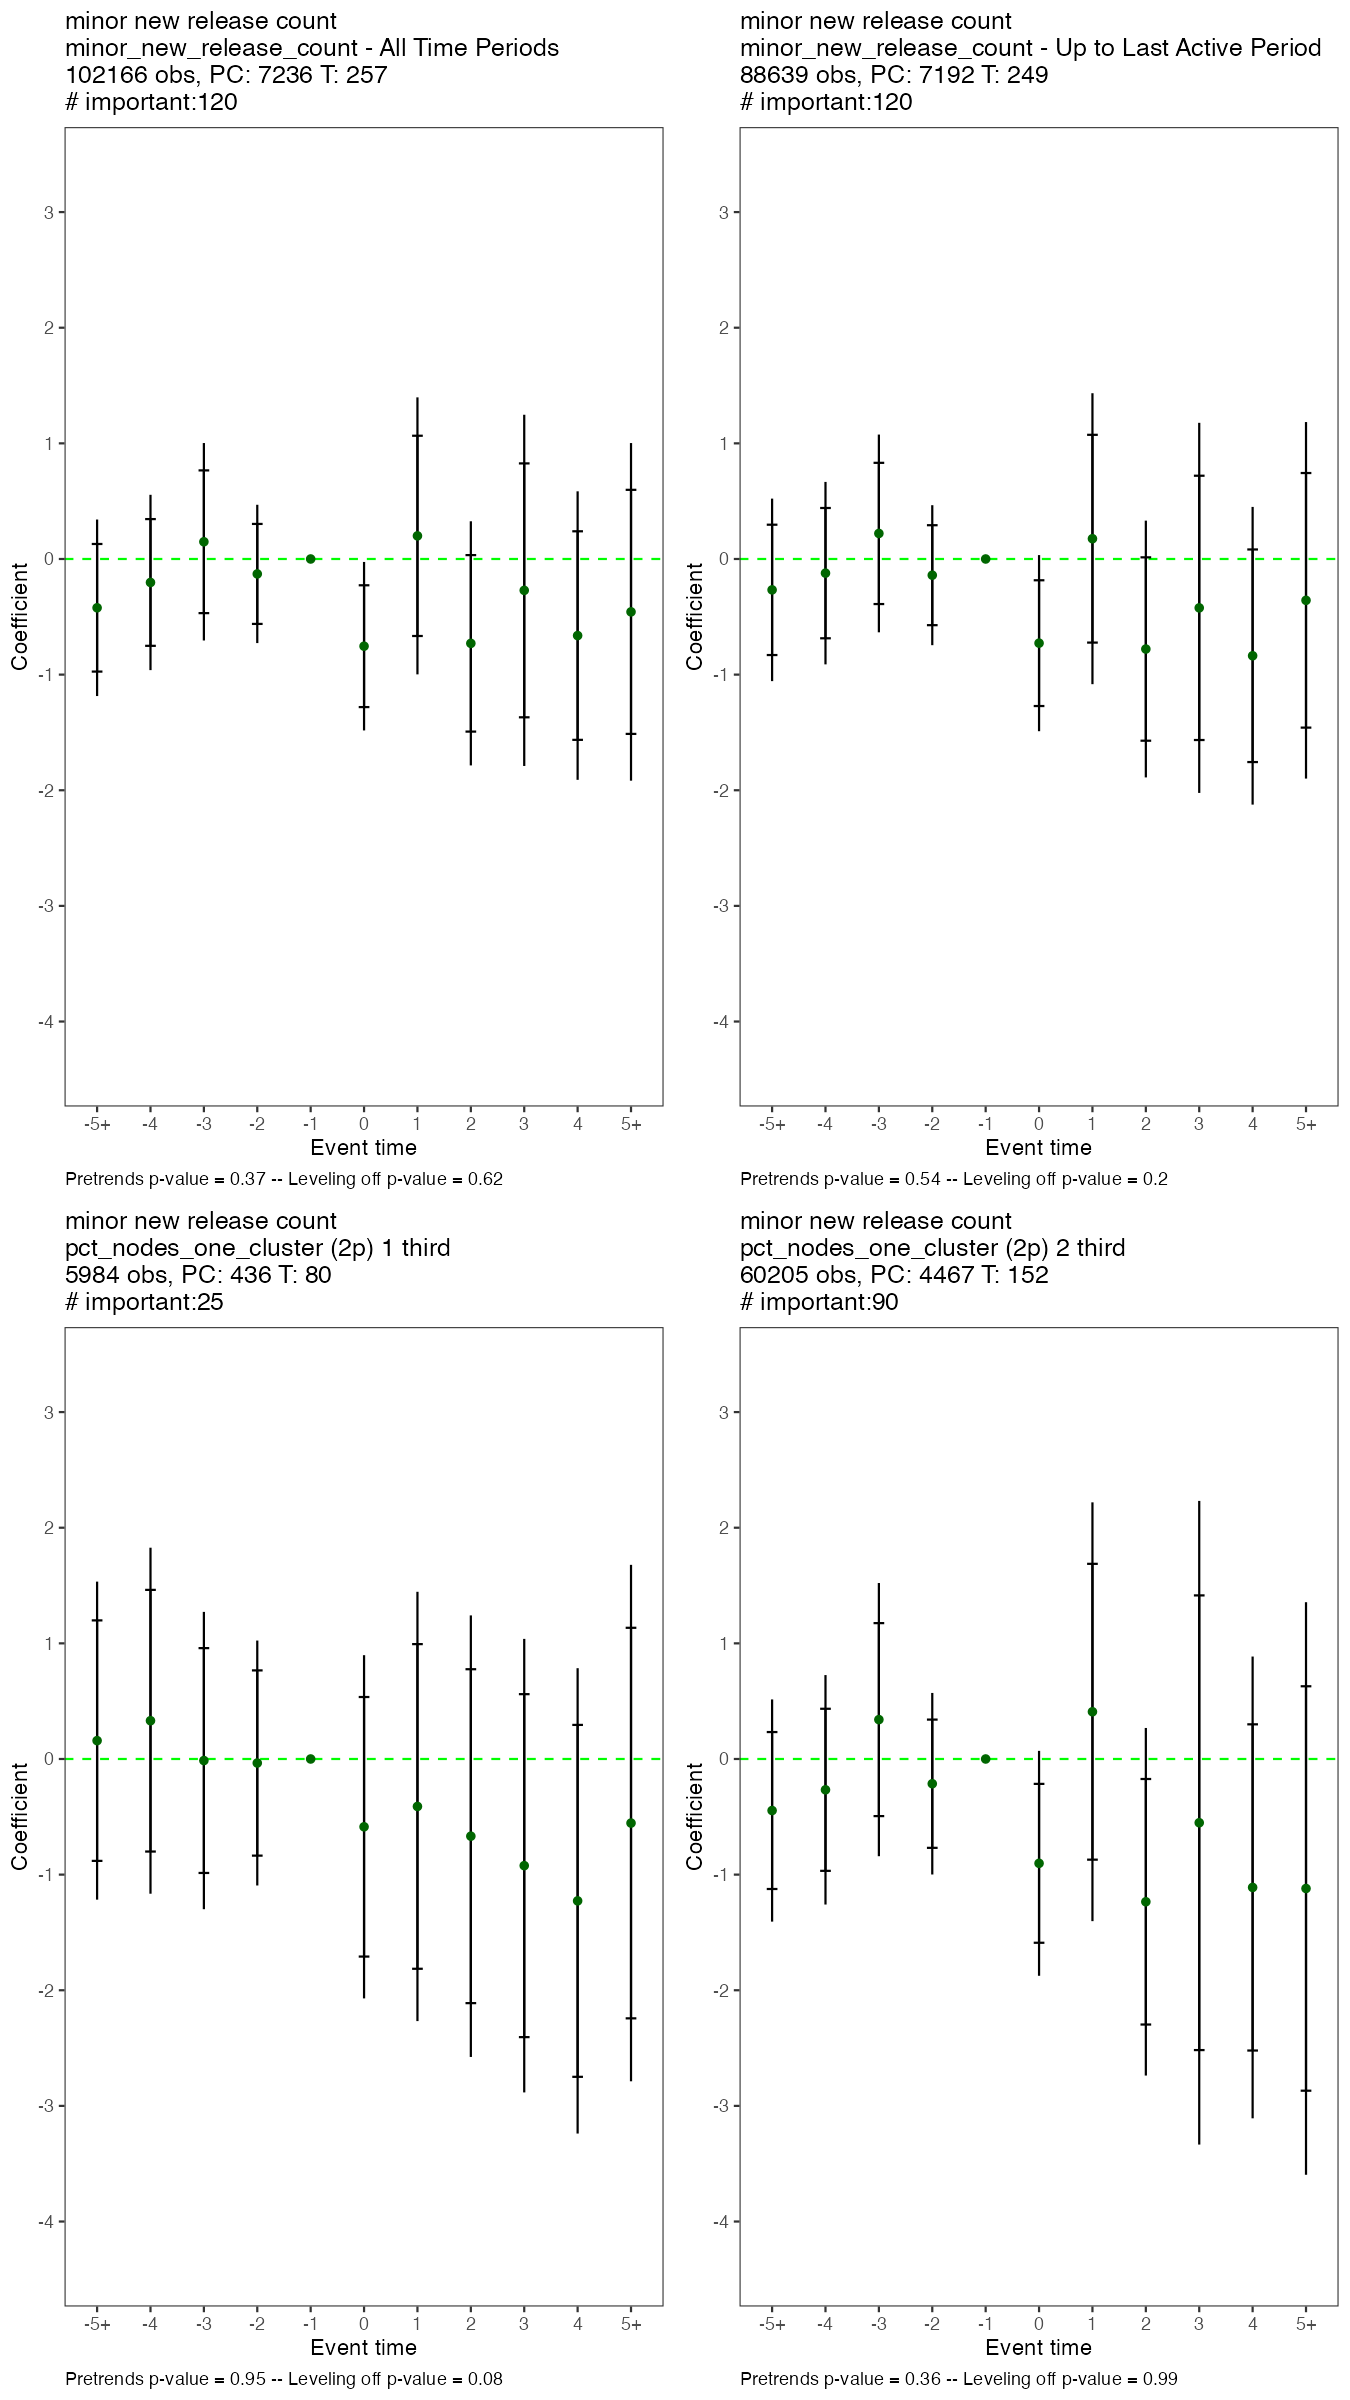 minor new release count
minor_new_release_count - All Time Periods
102166 obs, PC: 7236 T: 257
# important:120
3
2
1
0
-1
-2
-3
-4
Coefficient
-5+ -4 -3 -2 -1 0 1 2 3 4 5+
Event time
Pretrends p-value = 0.37 -- Leveling off p-value = 0.62
minor new release count
minor_new_release_count - Up to Last Active Period
88639 obs, PC: 7192 T: 249
# important:120
3
2
1
0
-1
-2
-3
-4
Coefficient
-5+ -4 -3 -2 -1 0 1 2 3 4 5+
Event time
Pretrends p-value = 0.54 -- Leveling off p-value = 0.2
minor new release count
pct_nodes_one_cluster (2p) 1 third
5984 obs, PC: 436 T: 80
# important:25
3
2
1
0
-1
-2
-3
-4
Coefficient
-5+ -4 -3 -2 -1 0 1 2 3 4 5+
Event time
Pretrends p-value = 0.95 -- Leveling off p-value = 0.08
minor new release count
pct_nodes_one_cluster (2p) 2 third
60205 obs, PC: 4467 T: 152
# important:90
3
2
1
0
-1
-2
-3
-4
Coefficient
-5+ -4 -3 -2 -1 0 1 2 3 4 5+
Event time
Pretrends p-value = 0.36 -- Leveling off p-value = 0.99